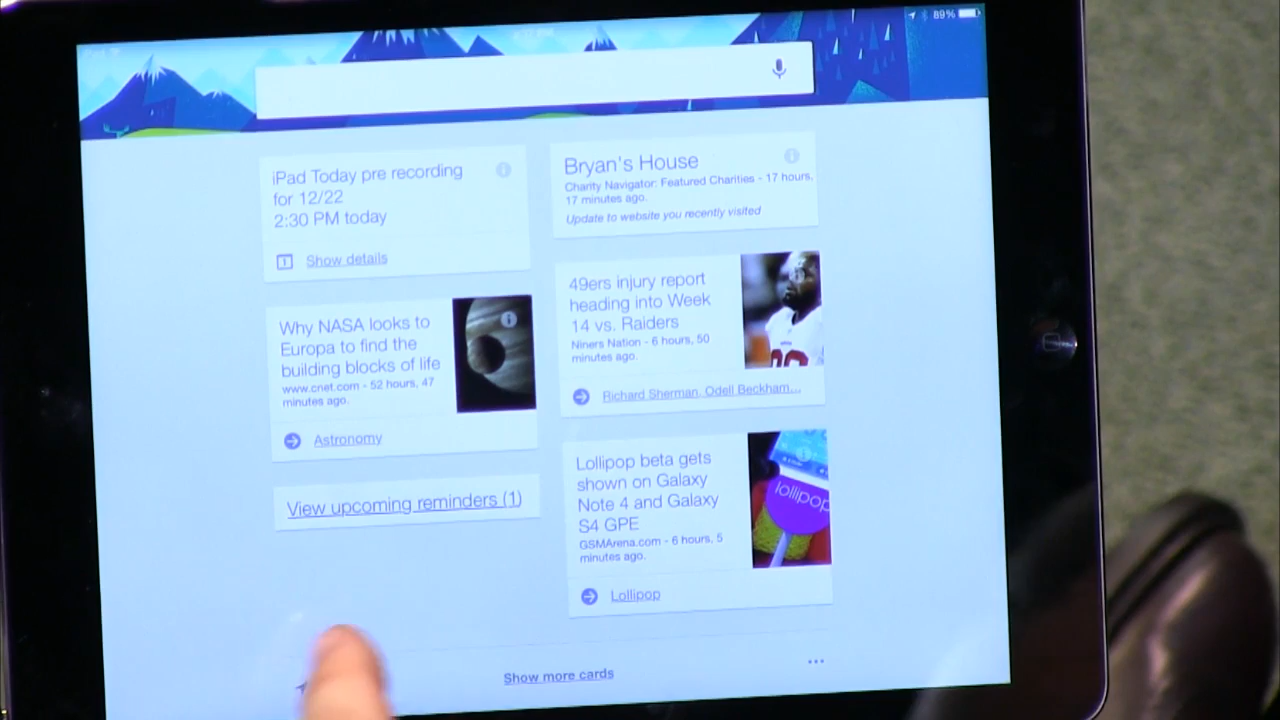 89%
iPad Today pre recording
for 12/22
2:30 PM today
Show details
Why NASA looks to
Europa to find the
building blocks of life
www.cnet.com - 52 hours, 47
minutes ago.
Astronomy
View upcoming reminders (1)
Bryan's House
Charity Navigator: Featured Charities - 17 hours,
17 minutes ago.
Update to website you recently visited
49ers injury report
heading into Week
14 vs. Raiders
Niners Nation - 6 hours, 50
minutes ago.
Richard Sherman, Odell Beckham...
Lollipop beta gets
shown on Galaxy
Note 4 and Galaxy
S4 GPE
GSMArena.com - 6 hours, 5
minutes ago.
lollipop
Lollipop
Show more cards